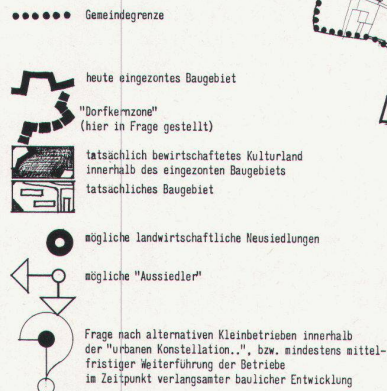 Gemeindegrenze
heute eingezontes Baugebiet
"Dorfkernzone"
(hier in Frage gestellt)
tatsächlich bewirtschaftetes Kulturland
innerhalb des eingezonten Baugebiets
tatsächliches Baugebiet
mögliche landwirtschaftliche Neusiedlungen
mögliche "Aussiedler"
Frage nach alternativen Kleinbetrieben innerhalb
der "urbanen Konstellation..", bzw. mindestens mittel-
fristiger Weiterführung der Betriebe
im Zeitpunkt verlangsamter baulicher Entwicklung